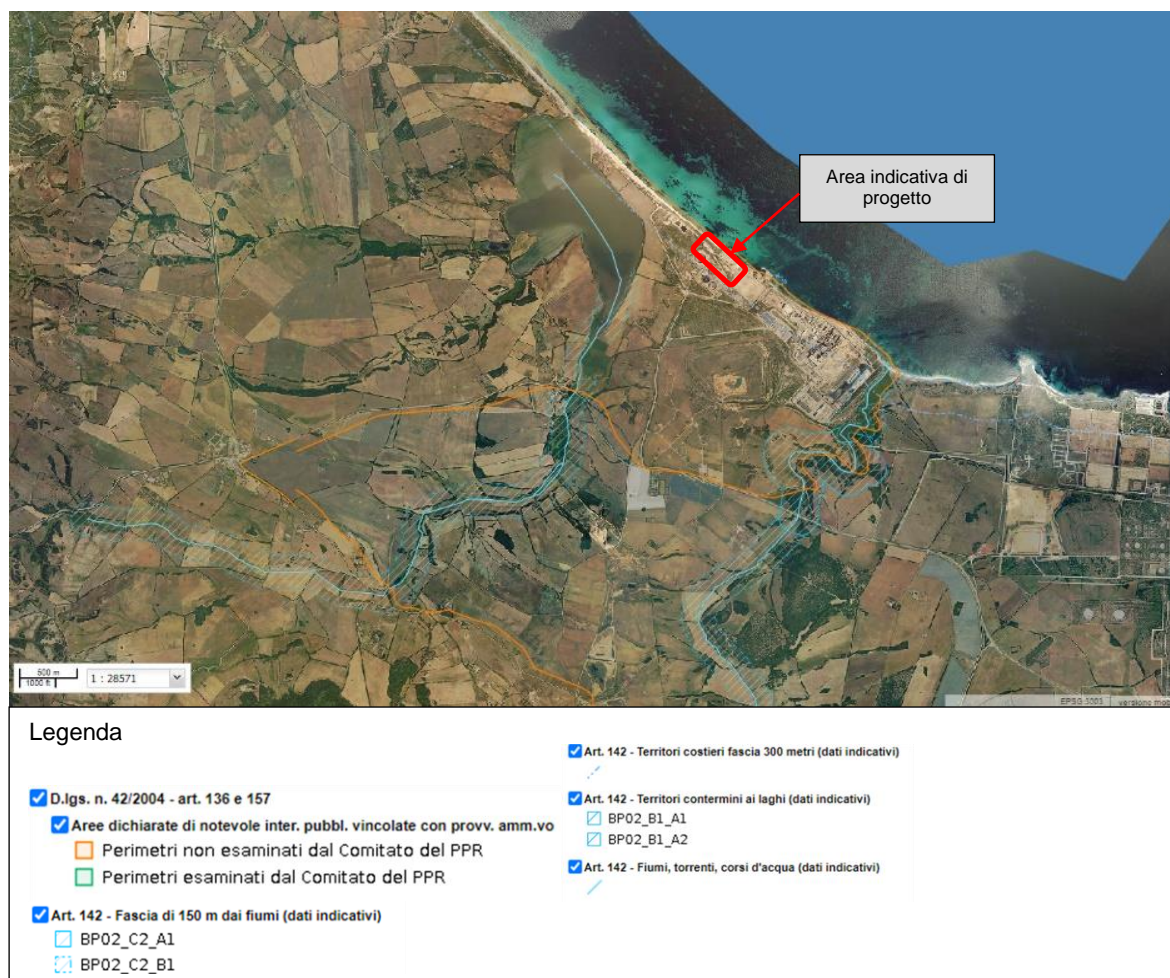 Area indicativa di
progetto
500 m
1000 ft
1 : 28571
EPSG 3003 versione mob
Legenda
D.lgs. n. 42/2004 - art. 136 e 157
Aree dichiarate di notevole inter. pubbl. vincolate con provv. amm.vo
Perimetri non esaminati dal Comitato del PPR
Perimetri esaminati dal Comitato del PPR
Art. 142 - Fascia di 150 m dai fiumi (dati indicativi)
BP02_C2_A1
BP02_C2_B1
Art. 142 - Territori costieri fascia 300 metri (dati indicativi)
Art. 142 - Territori contermini ai laghi (dati indicativi)
BP02_B1_A1
BP02_B1_A2
Art. 142 - Fiumi, torrenti, corsi d'acqua (dati indicativi)